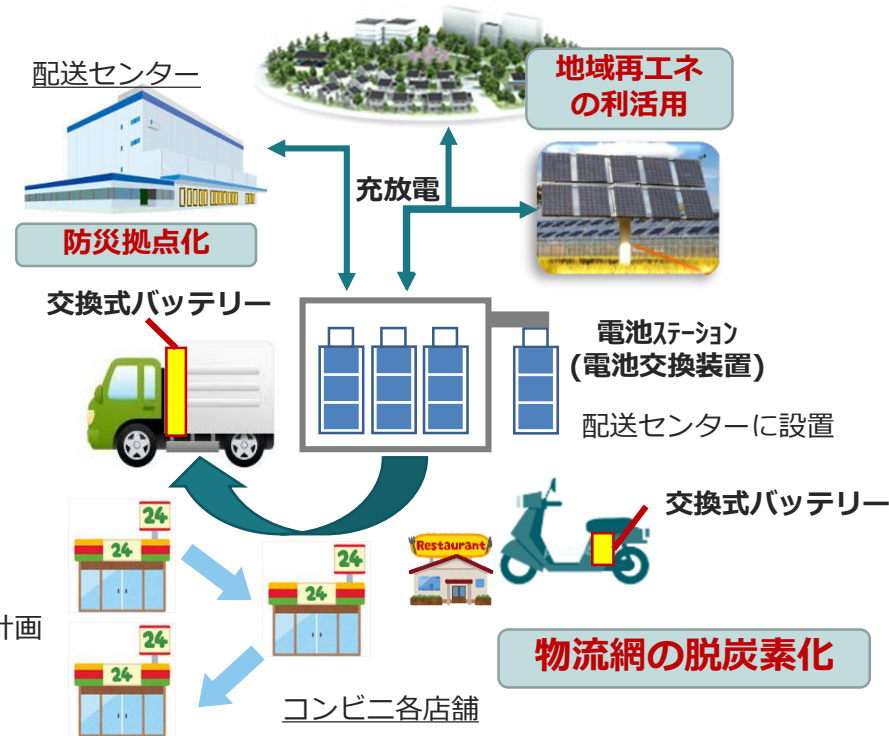 配送センター
地域再エネ
の利活用
充放電
防災拠点化
交換式バッテリー
電池ｽﾃｰｼｮﾝ
(電池交換装置)
配送センターに設置
交換式バッテリー
24
24
Restaurant
24
24
計画
物流網の脱炭素化
24
24
コンビニ各店舗